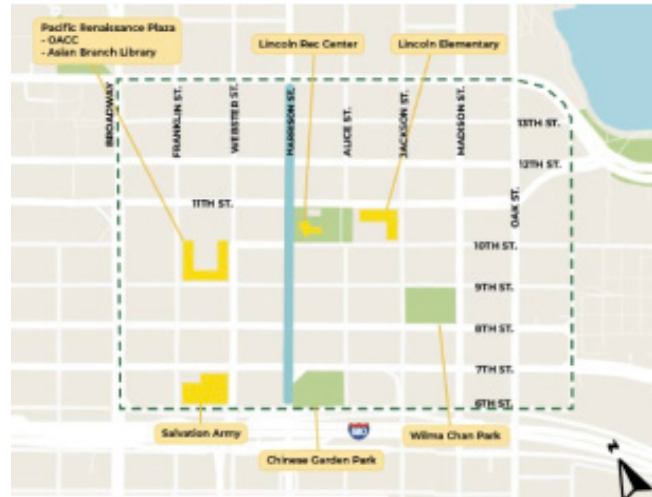 Pacific Renaissance Plaza
- OACC
- Asian Branch Library
Lincoln Rec Center
Lincoln Elementary
BROADWAY
FRANKLIN ST.
WEBSTER ST.
HARRISON ST.
ALICE ST.
JACKSON ST.
MADISON ST.
OAK ST.
13TH ST.
12TH ST.
11TH ST.
10TH ST.
9TH ST.
8TH ST.
7TH ST.
6TH ST.
Salvation Army
880
Wilma Chan Park
Chinese Garden Park
N